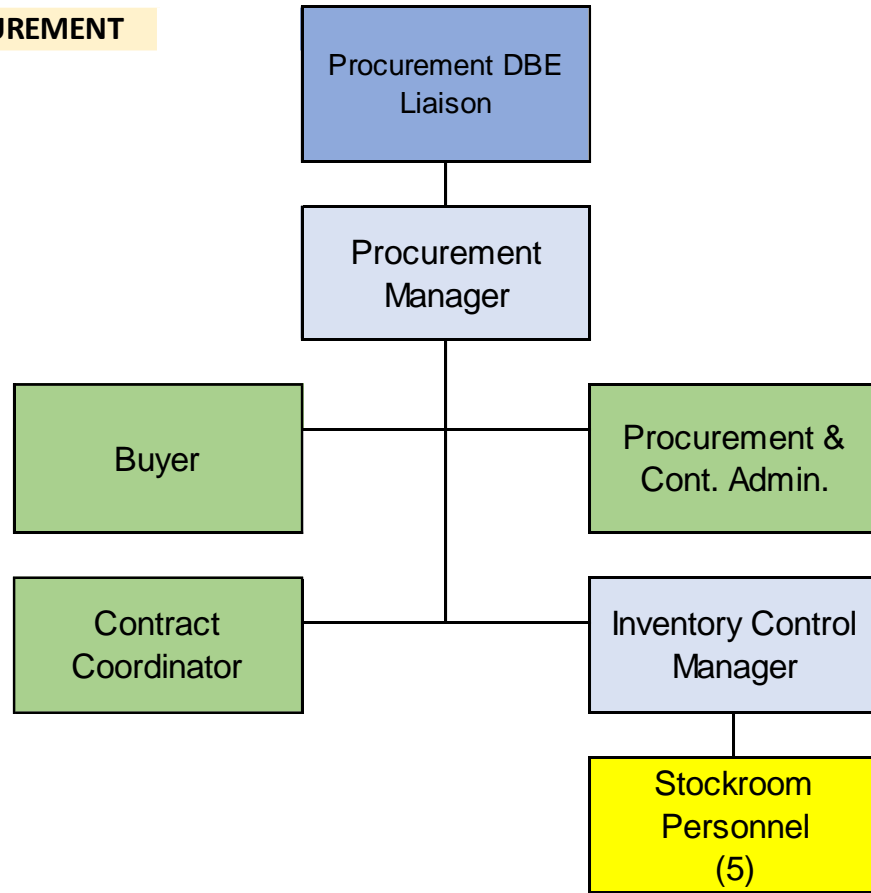 UREMENT
Procurement DBE
Liaison
Procurement
Manager
Buyer
Procurement &
Cont. Admin.
Contract
Coordinator
Inventory Control
Manager
Stockroom
Personnel
(5)